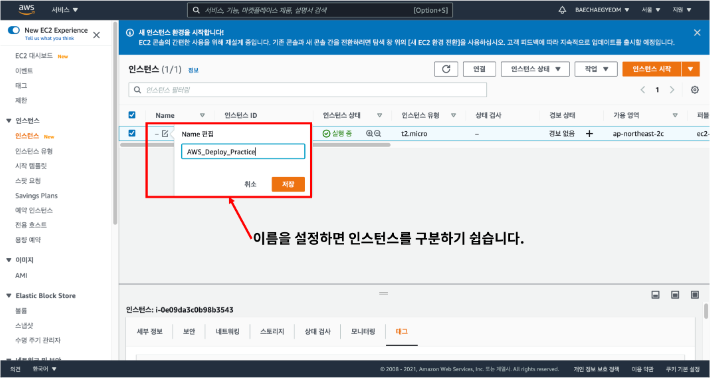 aws
서비스 ▼
서비스, 기능, 마켓플레이스 제품, 설명서 검색
[Option+S]
BAECHAEGYEOM ▼
서울 ▼
지원 ▼
New EC2 Experience
Tell us what you think
새 인스턴스 환경을 시작합니다!
EC2 콘솔의 간편한 사용을 위해 재설계 중입니다. 기존 콘솔과 새 콘솔 간을 전환하려면 탐색 창 위의 [새 EC2 환경 전환]을 사용하십시오. 고객 피드백에 따라 지속적으로 업데이트를 출시할 예정입니다.
EC2 대시보드 New
이벤트
태그
제한
인스턴스
인스턴스 New
인스턴스 유형
시작 템플릿
스팟 요청
Savings Plans
예약 인스턴스
전용 호스트
용량 예약
이미지
AMI
Elastic Block Store
볼륨
스냅샷
수명 주기 관리자
인스턴스 (1/1) 정보
연결
인스턴스 상태 ▼
작업 ▼
인스턴스 시작 ▼
인스턴스 필터링
1
Name
인스턴스 ID
인스턴스 상태
인스턴스 유형
상태 검사
경보 상태
가용 영역
퍼블
–
실행 중
t2.micro
–
경보 없음 +
ap-northeast-2c
ec2-
Name 편집
AWS_Deploy_Practice
취소
저장
이름을 설정하면 인스턴스를 구분하기 쉽습니다.
인스턴스: i-0e09da3c0b98b3543
세부 정보
보안
네트워킹
스토리지
상태 검사
모니터링
태그
의견
한국어 ▼
© 2008 - 2021, Amazon Web Services, Inc. 또는 계열사. All rights reserved.
개인 정보 보호 정책
이용 약관
쿠키 기본 설정